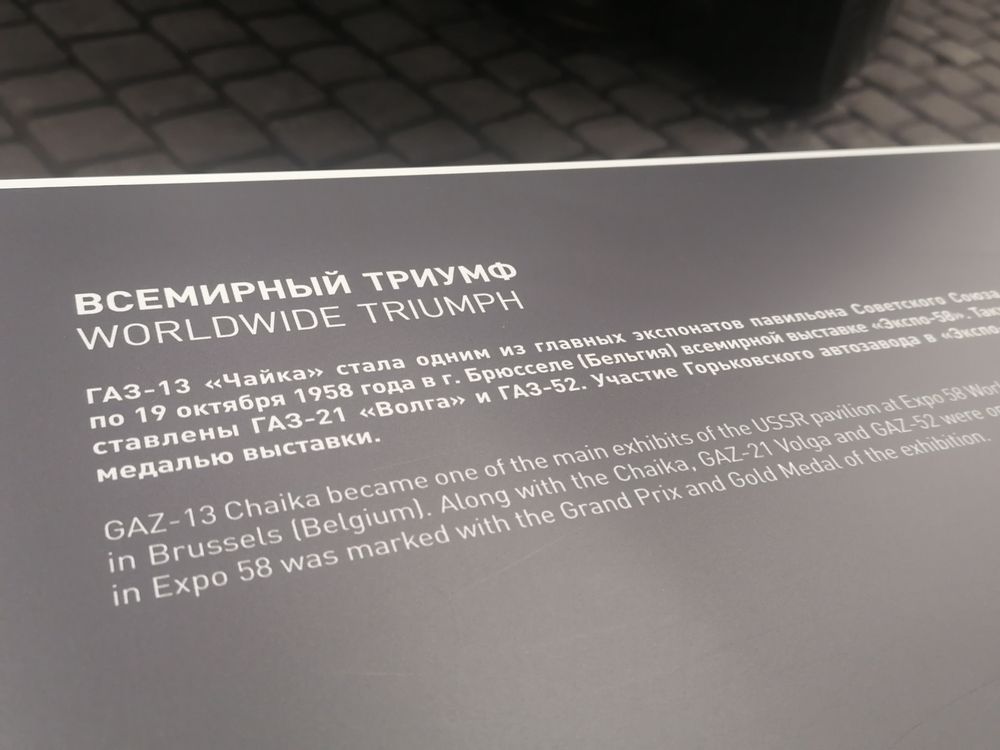 ВСЕМИРНЫЙ ТРИУМФ
WORLDWIDE TRIUMPH
ГАЗ-13 «Чайка» стала одним из главных экспонатов павильона Советского Союза
по 19 октября 1958 года в г. Брюсселе (Бельгия) всемирной выставке «Экспо-58». Так
ставлены ГАЗ-21 «Волга» и ГАЗ-52. Участие Горьковского автозавода в «Экспо
медалью выставки.
GAZ-13 Chaika became one of the main exhibits of the USSR pavilion at Expo 58 Wor
in Brussels (Belgium). Along with the Chaika, GAZ-21 Volga and GAZ-52 were
in Expo 58 was marked with the Grand Prix and Gold Medal of the exhibition.